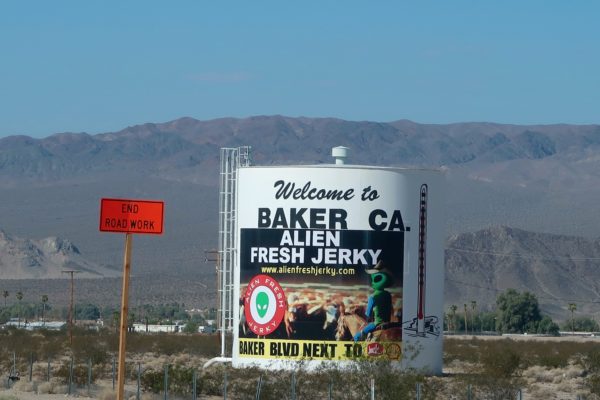 END
ROAD WORK
Welcome to
BAKER CA.
ALIEN
FRESH JERKY
www.alienfreshjerky.com
ALIEN FRESH
JERKY
BAKER BLVD NEXT TO